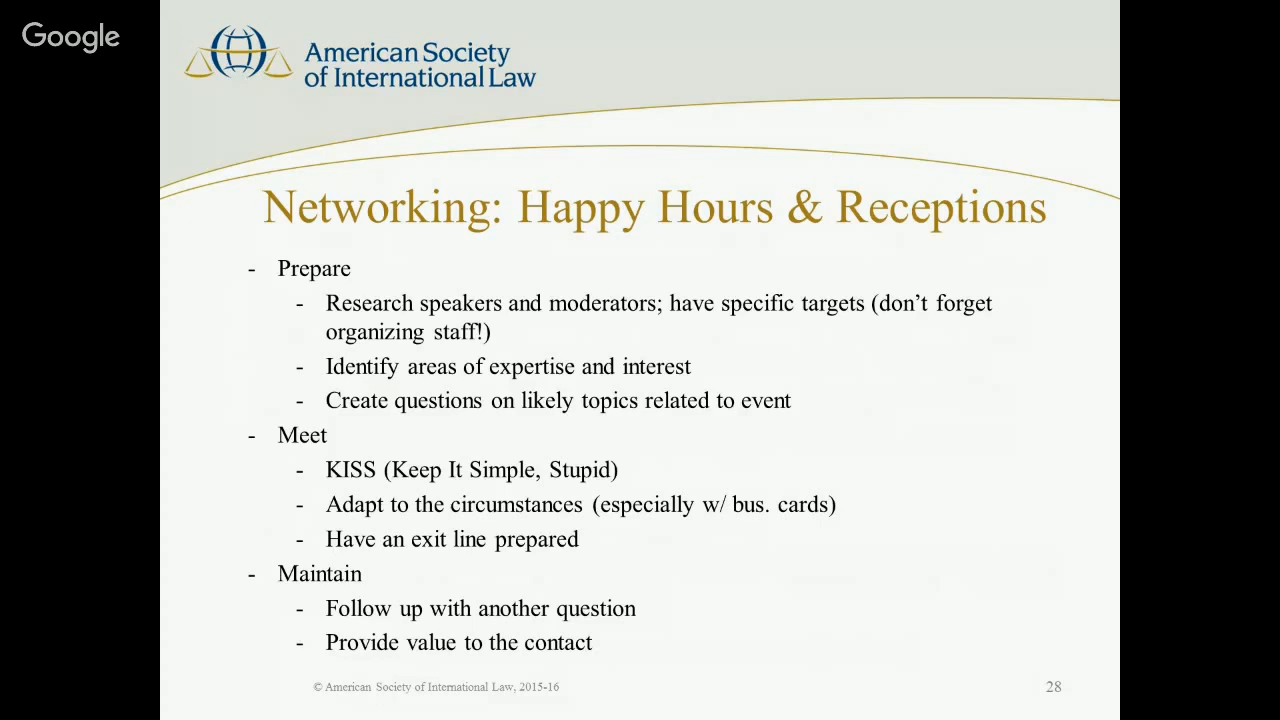 Google
American Society
of International Law
Networking: Happy Hours & Receptions
- Prepare
- Research speakers and moderators; have specific targets (don’t forget
organizing staff!)
- Identify areas of expertise and interest
- Create questions on likely topics related to event
- Meet
- KISS (Keep It Simple, Stupid)
- Adapt to the circumstances (especially w/ bus. cards)
- Have an exit line prepared
- Maintain
- Follow up with another question
- Provide value to the contact
© American Society of International Law, 2015-16
28